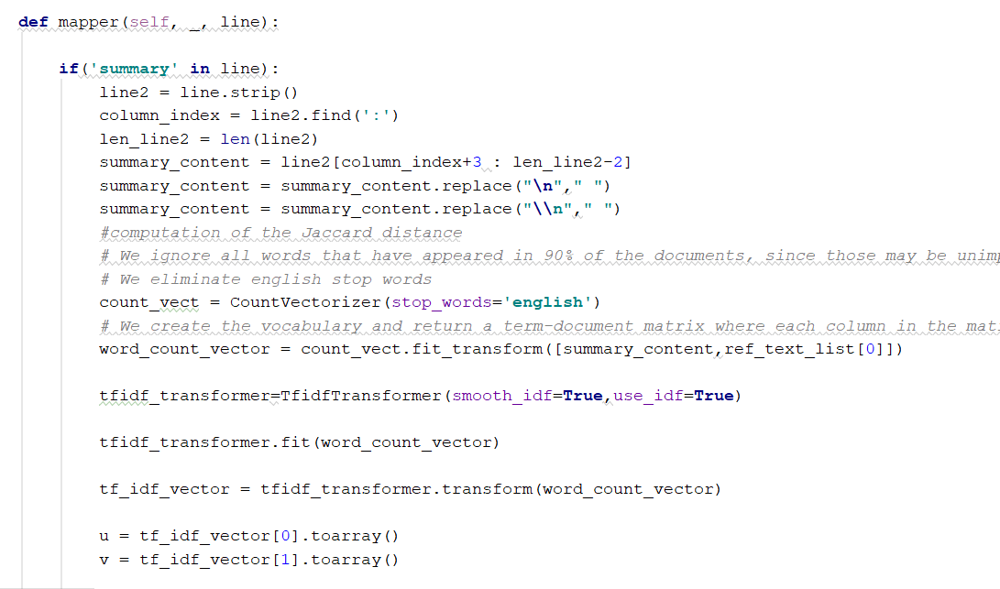 def mapper(self, _, line):
if('summary' in line):
line2 = line.strip()
column_index = line2.find(':')
len_line2 = len(line2)
summary_content = line2[column_index+3 : len_line2-2]
summary_content = summary_content.replace("\n"," ")
summary_content = summary_content.replace("\\n"," ")
#computation of the Jaccard distance
# We ignore all words that have appeared in 90% of the documents, since those may be
# We eliminate english stop words
count_vect = CountVectorizer(stop_words='english')
# We create the vocabulary and return a term-document matrix where each column in the
word_count_vector = count_vect.fit_transform([summary_content,ref_text_list[0]])
tfidf_transformer=TfidfTransformer(smooth_idf=True,use_idf=True)
tfidf_transformer.fit(word_count_vector)
tf_idf_vector = tfidf_transformer.transform(word_count_vector)
u = tf_idf_vector[0].toarray()
v = tf_idf_vector[1].toarray()